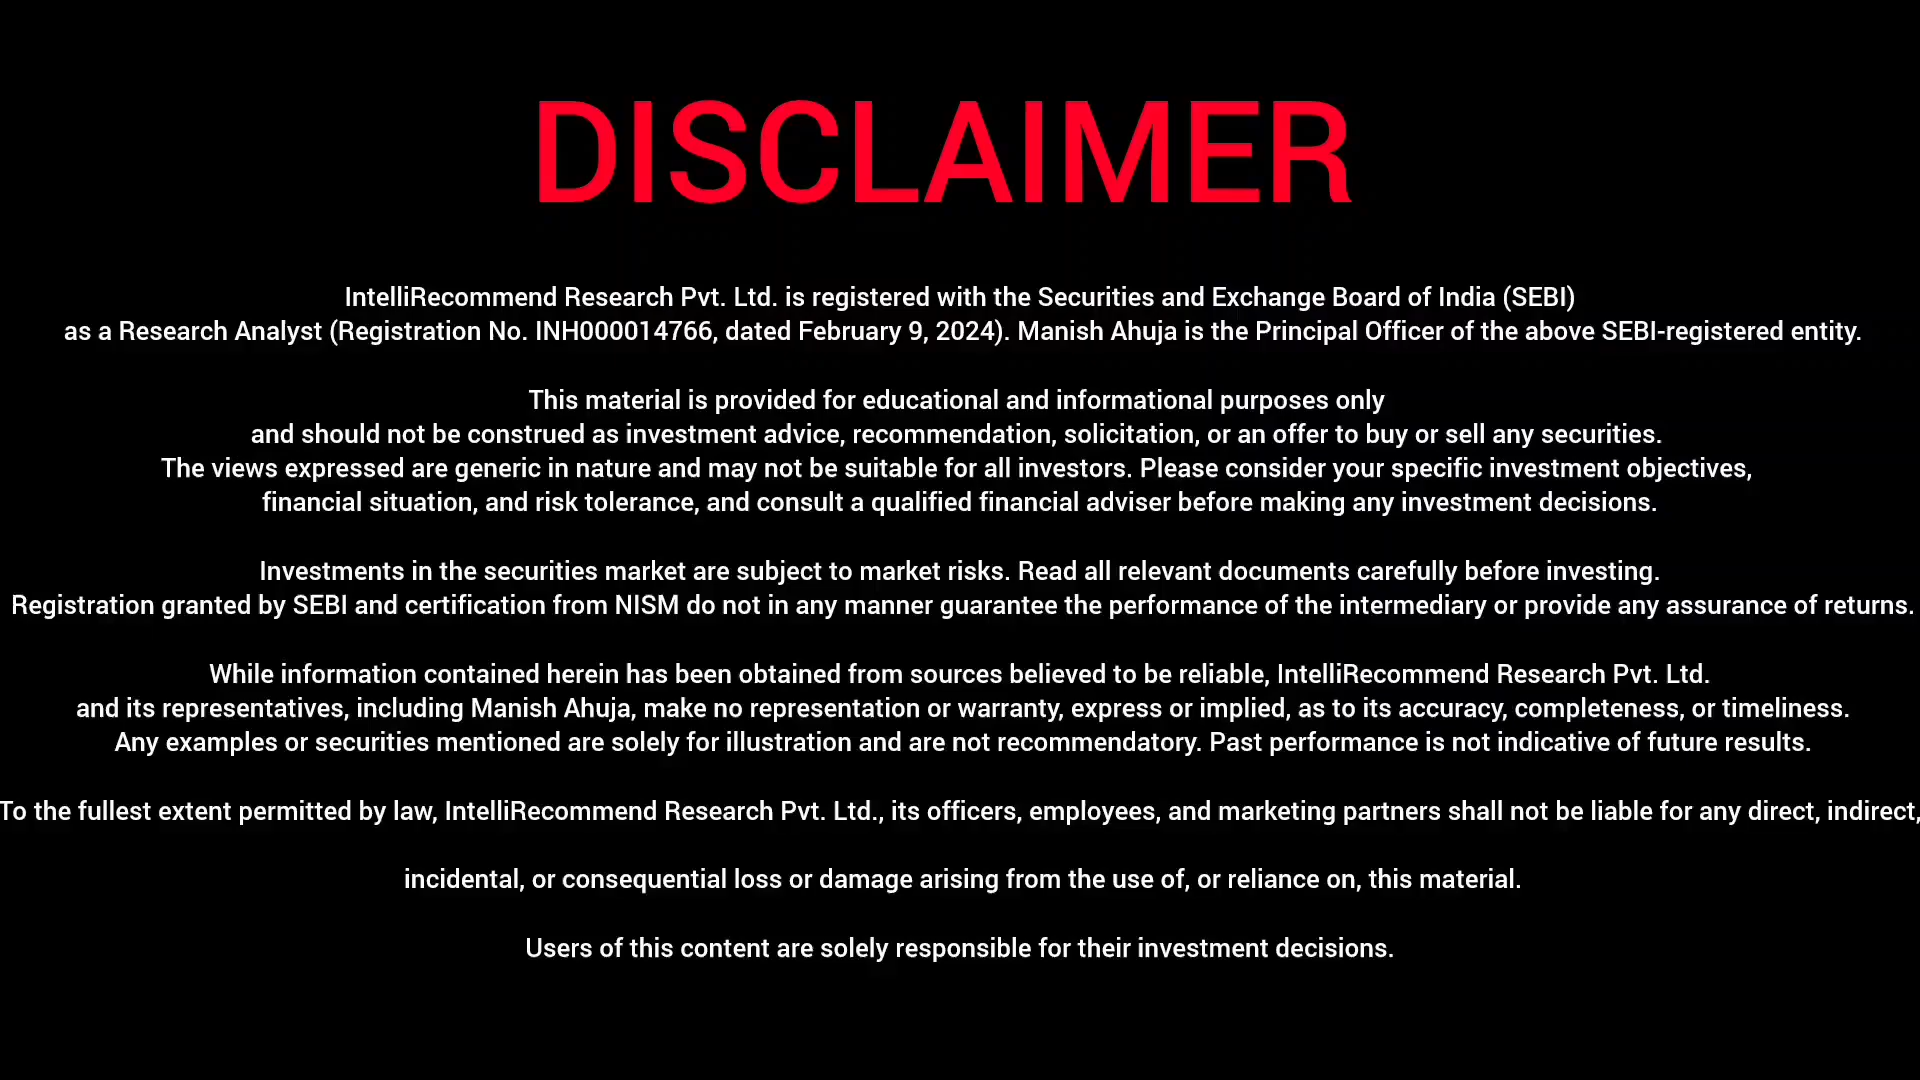 DISCLAIMER
IntelliRecommend Research Pvt. Ltd. is registered with the Securities and Exchange Board of India (SEBI)
as a Research Analyst (Registration No. INH000014766, dated February 9, 2024). Manish Ahuja is the Principal Officer of the above SEBI-registered entity.
This material is provided for educational and informational purposes only
and should not be construed as investment advice, recommendation, solicitation, or an offer to buy or sell any securities.
The views expressed are generic in nature and may not be suitable for all investors. Please consider your specific investment objectives,
financial situation, and risk tolerance, and consult a qualified financial adviser before making any investment decisions.
Investments in the securities market are subject to market risks. Read all relevant documents carefully before investing.
Registration granted by SEBI and certification from NISM do not in any manner guarantee the performance of the intermediary or provide any assurance of returns.
While information contained herein has been obtained from sources believed to be reliable, IntelliRecommend Research Pvt. Ltd.
and its representatives, including Manish Ahuja, make no representation or warranty, express or implied, as to its accuracy, completeness, or timeliness.
Any examples or securities mentioned are solely for illustration and are not recommendatory. Past performance is not indicative of future results.
To the fullest extent permitted by law, IntelliRecommend Research Pvt. Ltd., its officers, employees, and marketing partners shall not be liable for any direct, indirect,
incidental, or consequential loss or damage arising from the use of, or reliance on, this material.
Users of this content are solely responsible for their investment decisions.